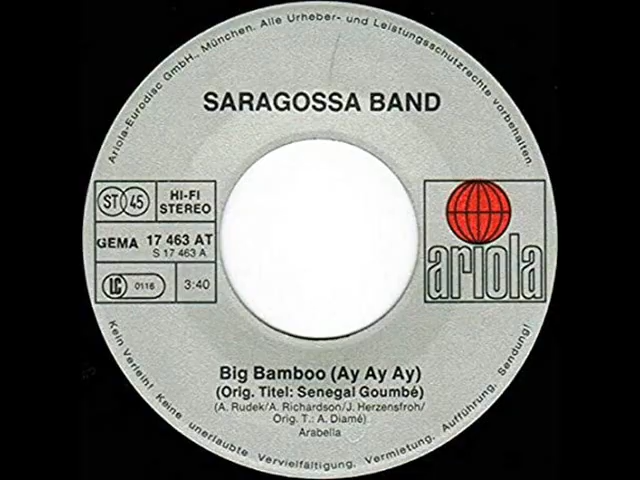 Ariola-Eurodisc GmbH., München. Alle Urheber- und Leistungsschutzrechte vorbehalten.
SARAGOSSA BAND
ST 45
HI-FI
STEREO
GEMA 17 463 AT
S 17 463 A
LC 0116
3:40
ariola
Big Bamboo (Ay Ay Ay)
(Orig. Titel: Senegal Goumbé)
(A. Rudek/A. Richardson/J. Herzensfroh/
Orig. T.: A. Diamé)
Arabella
Kein Verleih! Keine unerlaubte Vervielfältigung, Vermietung, Aufführung, Sendung!